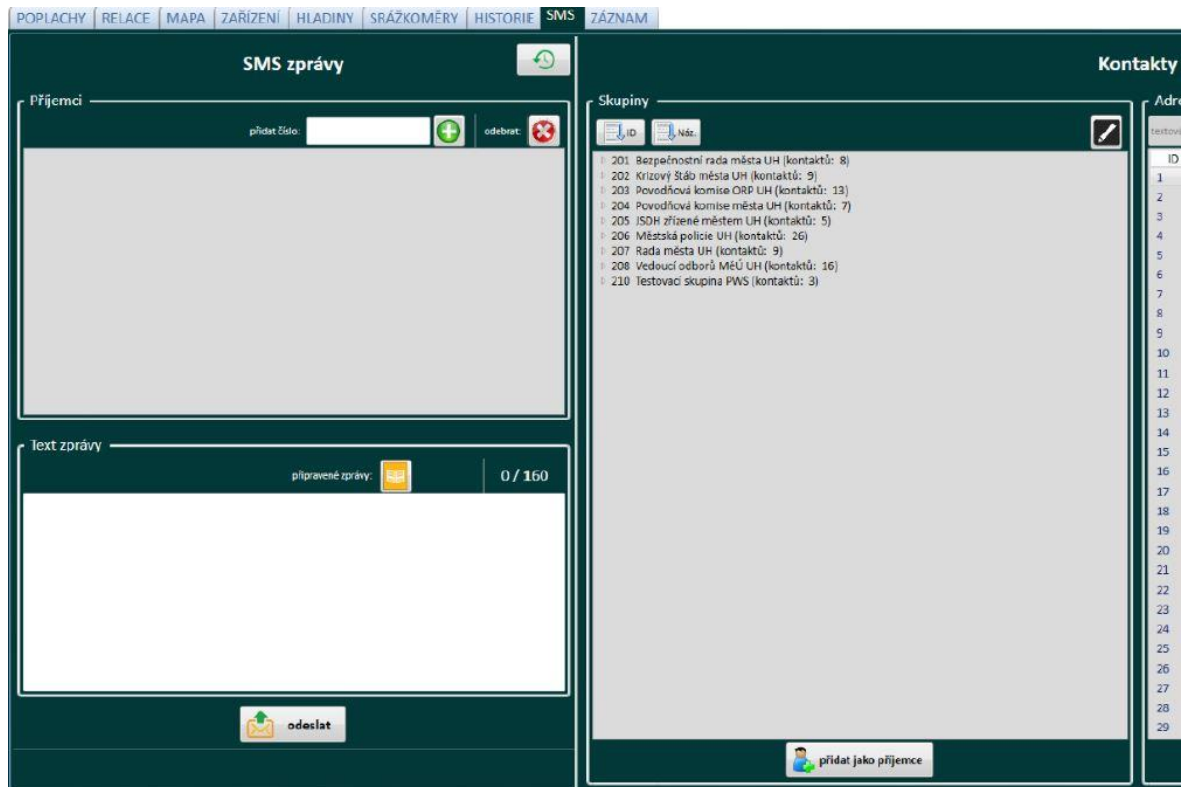 POPLACHY RELACE MAPA ZAŘÍZENÍ HLADINY SRÁŽKOMĚRY HISTORIE SMS ZÁZNAM
SMS zprávy
Příjemci
přidat číslo:
odebrat:
Text zprávy
připravené zprávy:
0 / 160
odeslat
Kontakty
Skupiny
ID
Náz.
201 Bezpečnostní rada města UH (kontaktů: 8)
202 Krizový štáb města UH (kontaktů: 9)
203 Povodňová komise ORP UH (kontaktů: 13)
204 Povodňová komise města UH (kontaktů: 7)
205 JSDH zřízené městem UH (kontaktů: 5)
206 Městská policie UH (kontaktů: 26)
207 Rada města UH (kontaktů: 9)
208 Vedoucí odborů MěÚ UH (kontaktů: 16)
210 Testovací skupina PWS (kontaktů: 3)
přidat jako příjemce
Adre
ID
1
2
3
4
5
6
7
8
9
10
11
12
13
14
15
16
17
18
19
20
21
22
23
24
25
26
27
28
29